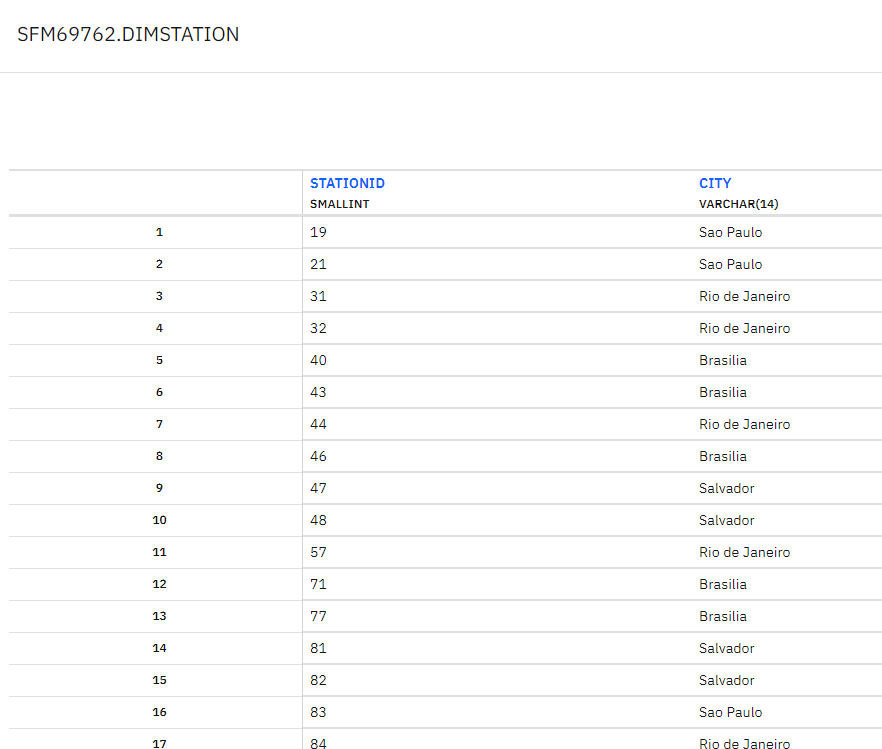 SFM69762.DIMSTATION
STATIONID CITY
SMALLINT VARCHAR(14)
1 19 Sao Paulo
2 21 Sao Paulo
3 31 Rio de Janeiro
4 32 Rio de Janeiro
5 40 Brasilia
6 43 Brasilia
7 44 Rio de Janeiro
8 46 Brasilia
9 47 Salvador
10 48 Salvador
11 57 Rio de Janeiro
12 71 Brasilia
13 77 Brasilia
14 81 Salvador
15 82 Salvador
16 83 Sao Paulo
17 84 Rio de Janeiro